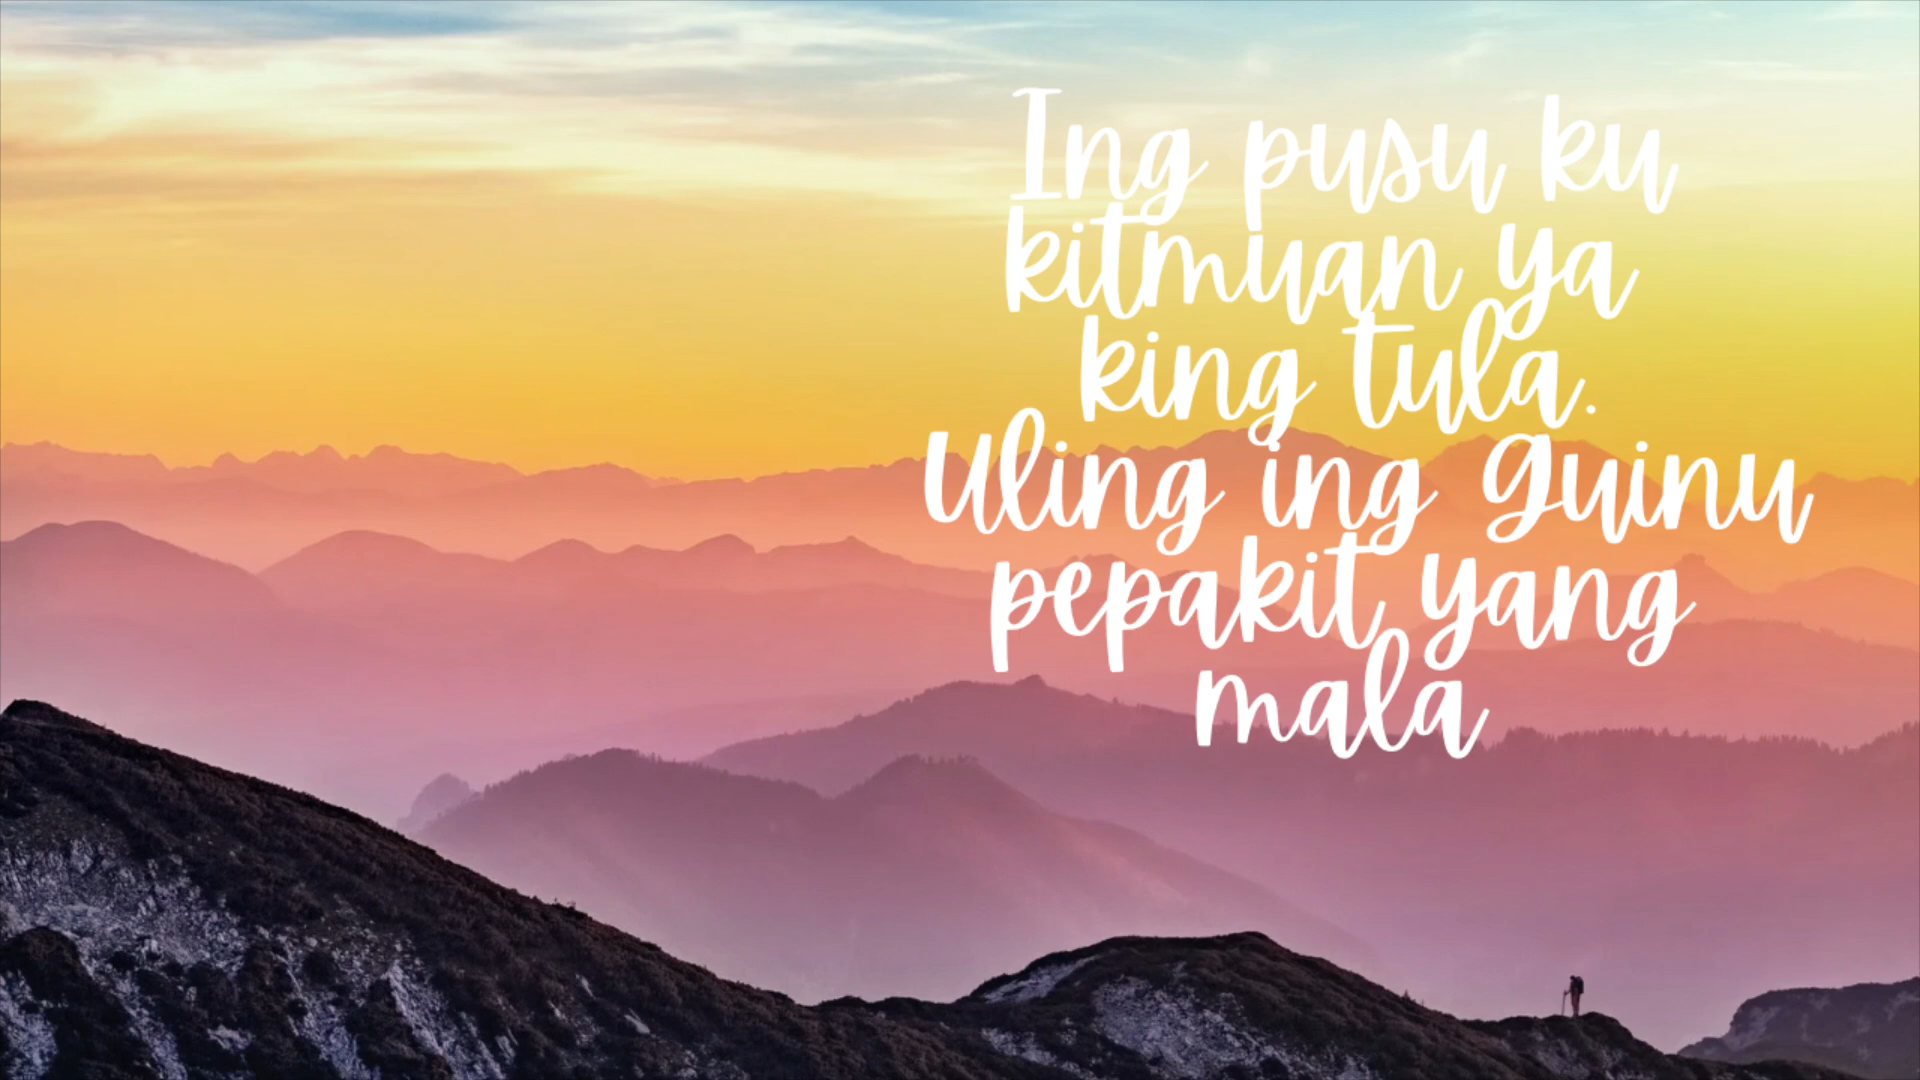 Ing pusu ku
kitmuan ya
king tula.
Uling ing Guinu
pepakit yang
mala